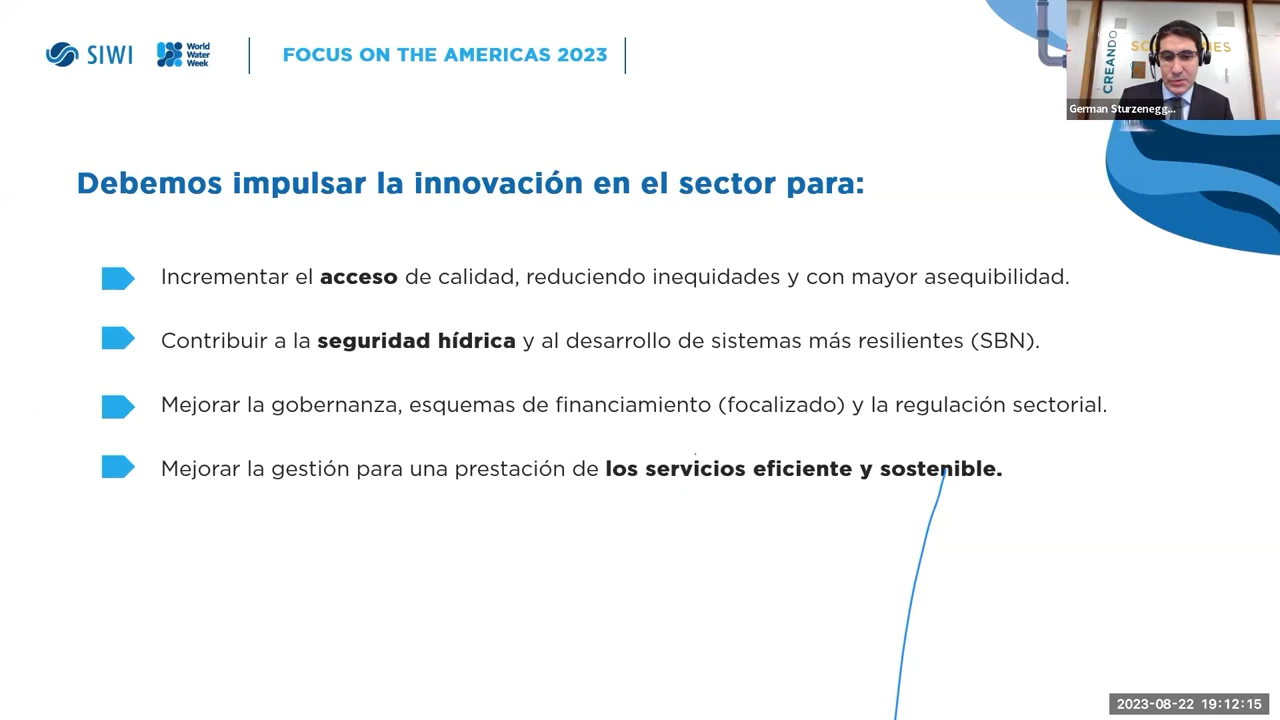 SIWI
World
Water
Week
FOCUS ON THE AMERICAS 2023
CREANDO
German Sturzenegg...
Debemos impulsar la innovación en el sector para:
Incrementar el acceso de calidad, reduciendo inequidades y con mayor asequibilidad.
Contribuir a la seguridad hídrica y al desarrollo de sistemas más resilientes (SBN).
Mejorar la gobernanza, esquemas de financiamiento (focalizado) y la regulación sectorial.
Mejorar la gestión para una prestación de los servicios eficiente y sostenible.
2023-08-22 19:12:15